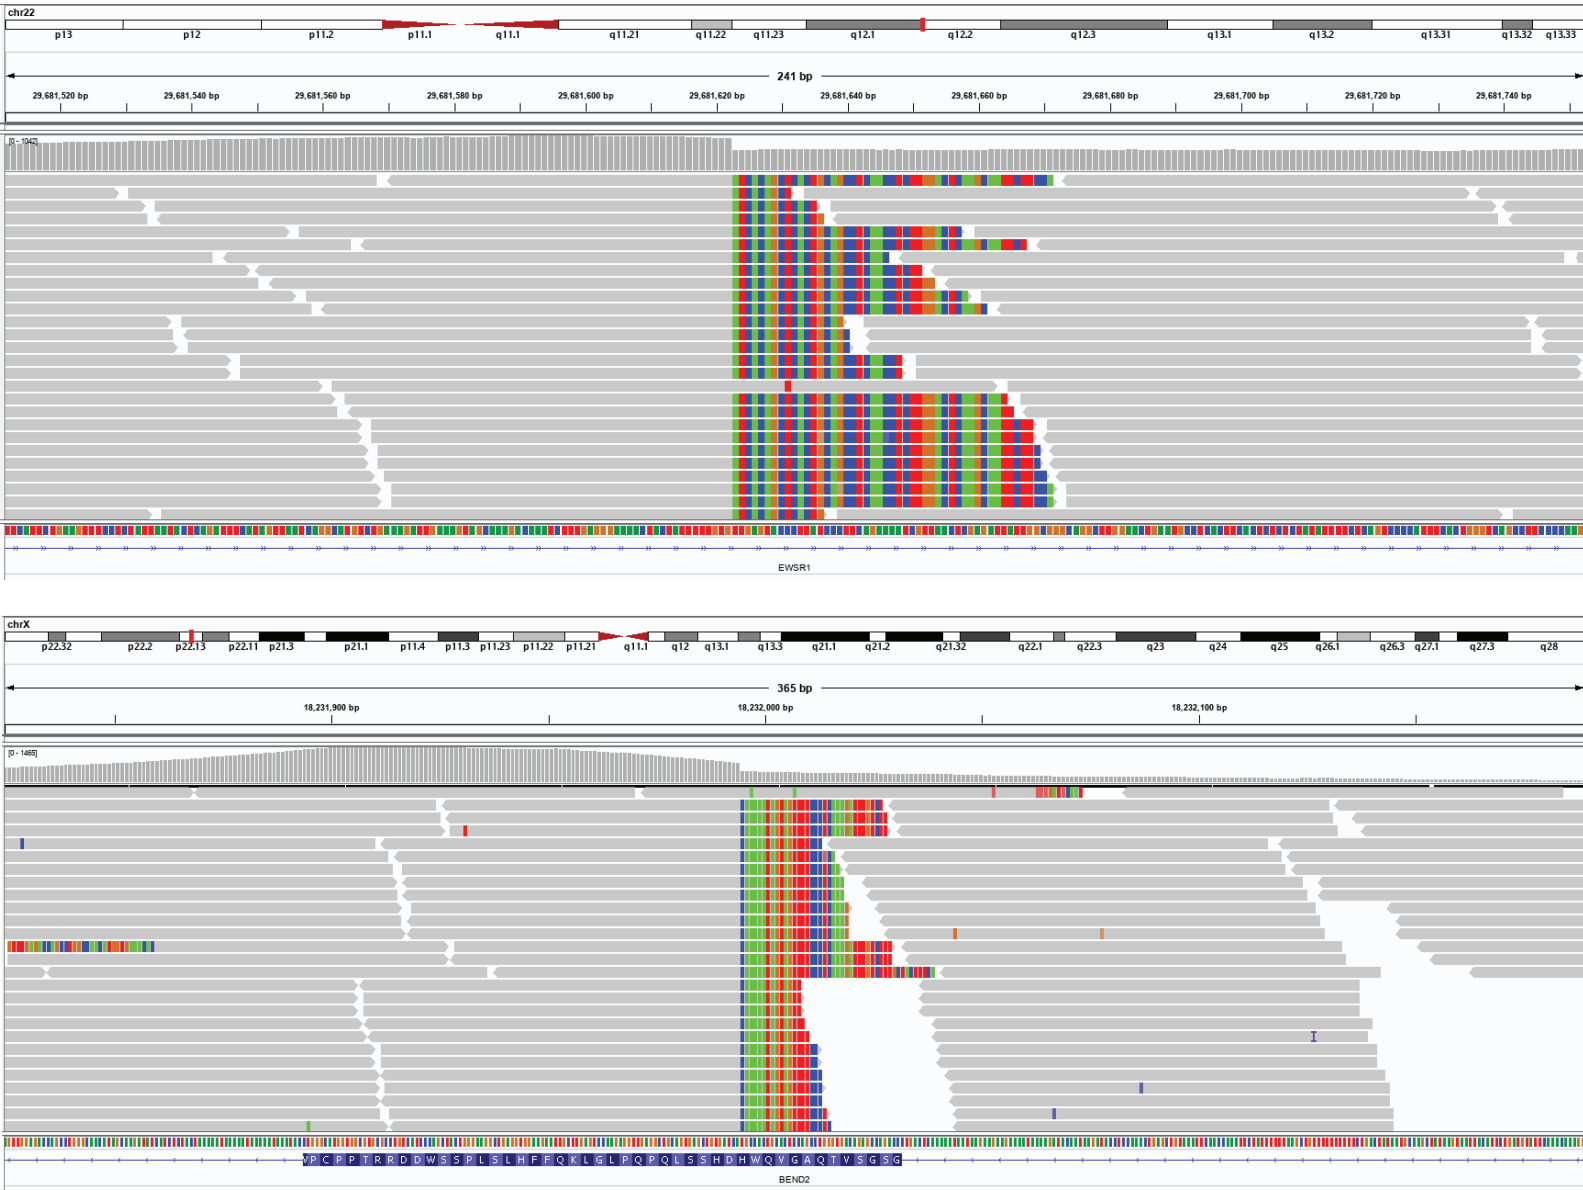 chr22
p13 p12 p11.2 p11.1 q11.1 q11.21 q11.22 q11.23 q12.1 q12.2 q12.3 q13.1 q13.2 q13.31 q13.32 q13.33
241 bp
29,681,520 bp 29,681,540 bp 29,681,560 bp 29,681,580 bp 29,681,600 bp 29,681,620 bp 29,681,640 bp 29,681,660 bp 29,681,680 bp 29,681,700 bp 29,681,720 bp 29,681,740 bp
[0 - 1042]
EWSR1
chrX
p22.32 p22.2 p22.13 p22.11 p21.3 p21.1 p11.4 p11.3 p11.23 p11.22 p11.21 q11.1 q12 q13.1 q13.3 q21.1 q21.2 q21.32 q22.1 q22.3 q23 q24 q25 q26.1 q26.3 q27.1 q27.3 q28
365 bp
18,231,900 bp 18,232,000 bp 18,232,100 bp
[0 - 1465]
I
V P C P P T R R D D W S S P L S L H F F Q K L G L P Q P Q L S S H D H W Q V G A Q T V S G S G
BEND2